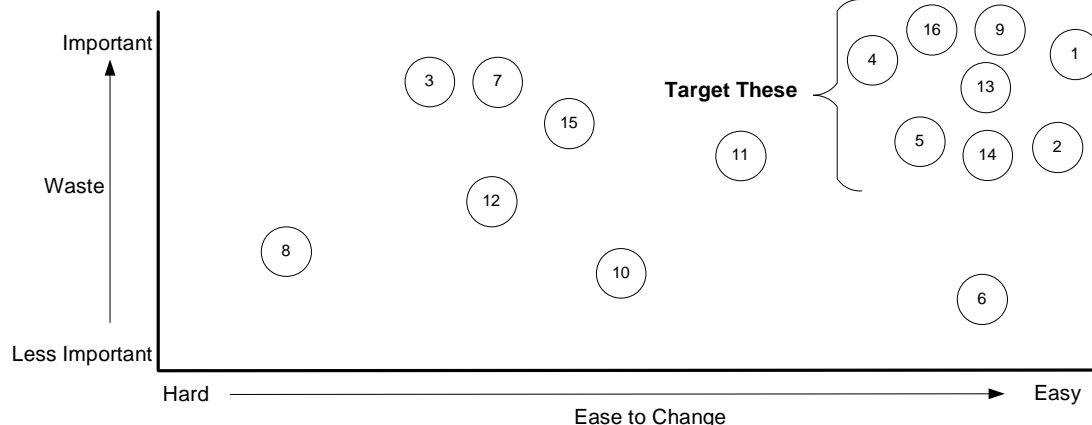 Important
16
9
1
4
3
7
13
Target These
15
5
14
2
11
Waste
12
8
10
6
Less Important
Hard
Easy
Ease to Change